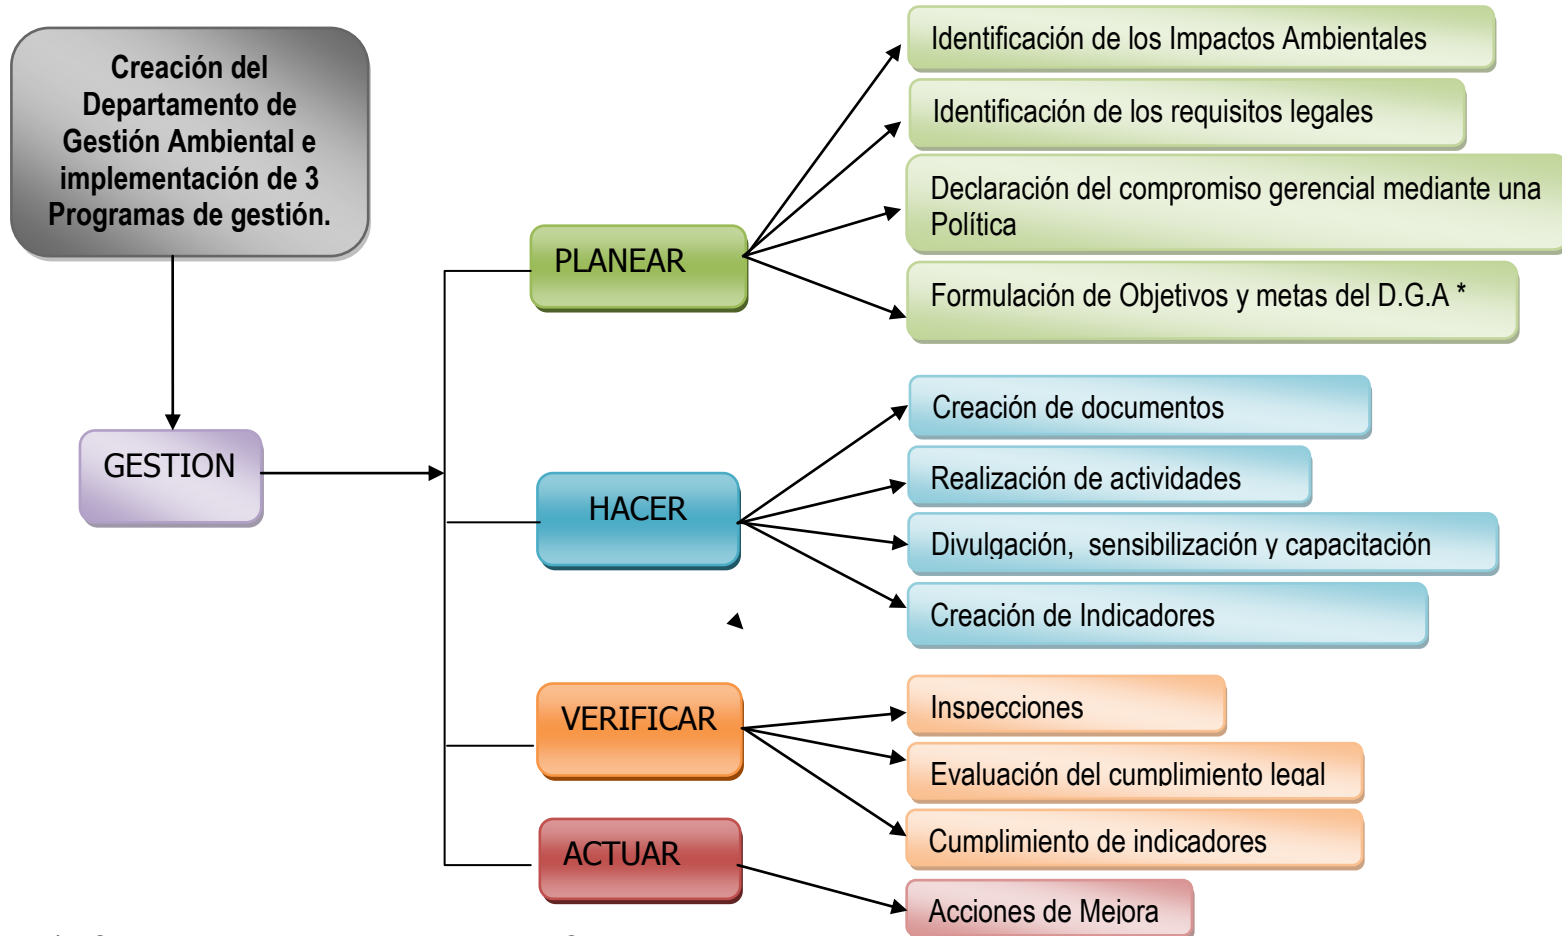 Creación del
Departamento de
Gestión Ambiental e
implementación de 3
Programas de gestión.
GESTION
PLANEAR
Identificación de los Impactos Ambientales
Identificación de los requisitos legales
Declaración del compromiso gerencial mediante una
Política
Formulación de Objetivos y metas del D.G.A *
HACER
Creación de documentos
Realización de actividades
Divulgación, sensibilización y capacitación
Creación de Indicadores
VERIFICAR
Inspecciones
Evaluación del cumplimiento legal
Cumplimiento de indicadores
ACTUAR
Acciones de Mejora